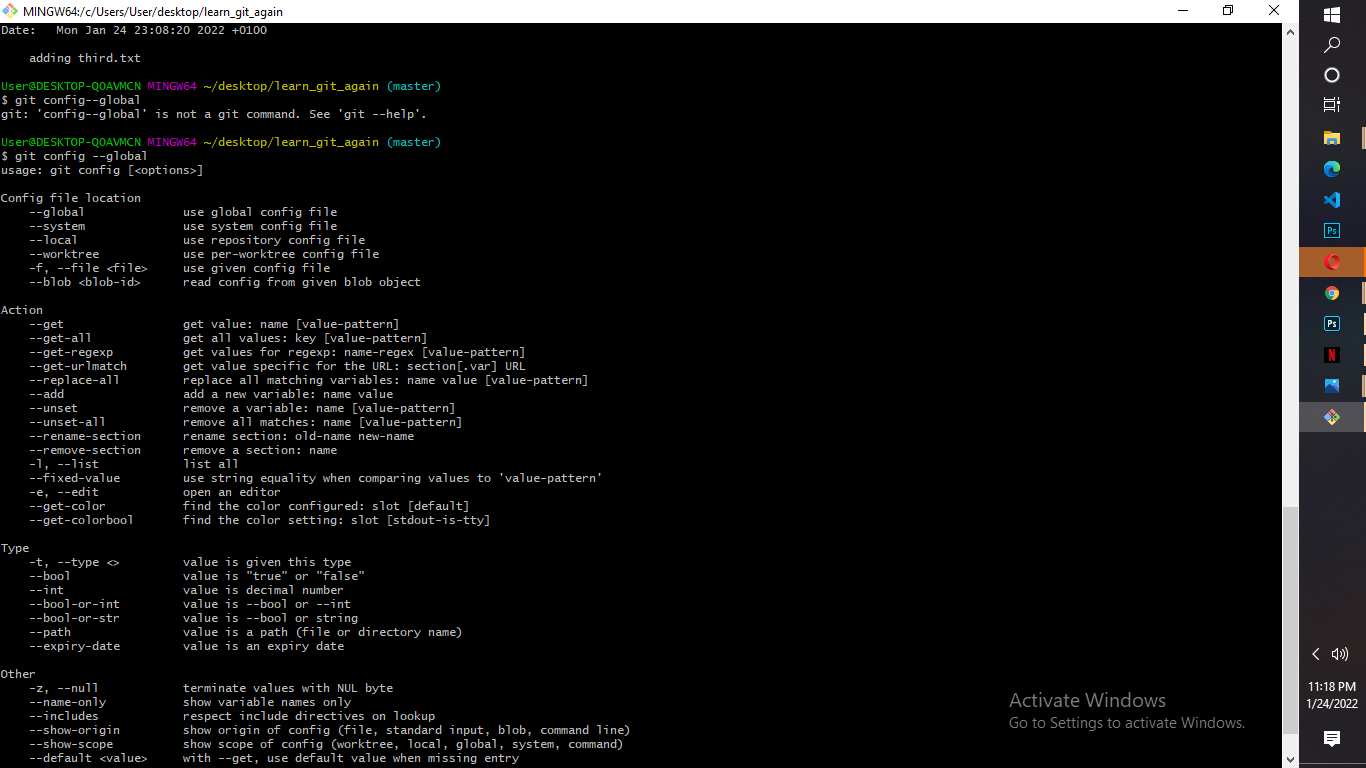 MINGW64:/c/Users/User/desktop/learn_git_again
Date:   Mon Jan 24 23:08:20 2022 +0100
    adding third.txt
User@DESKTOP-QOAVMCN MINGW64 ~/desktop/learn_git_again (master)
$ git config--global
git: 'config--global' is not a git command. See 'git --help'.
User@DESKTOP-QOAVMCN MINGW64 ~/desktop/learn_git_again (master)
$ git config --global
usage: git config [<options>]
Config file location
    --global              use global config file
    --system              use system config file
    --local               use repository config file
    --worktree            use per-worktree config file
    -f, --file <file>     use given config file
    --blob <blob-id>      read config from given blob object
Action
    --get                 get value: name [value-pattern]
    --get-all             get all values: key [value-pattern]
    --get-regexp          get values for regexp: name-regex [value-pattern]
    --get-urlmatch        get value specific for the URL: section[.var] URL
    --replace-all         replace all matching variables: name value [value-pattern]
    --add                 add a new variable: name value
    --unset               remove a variable: name [value-pattern]
    --unset-all           remove all matches: name [value-pattern]
    --rename-section      rename section: old-name new-name
    --remove-section      remove a section: name
    -l, --list            list all
    --fixed-value         use string equality when comparing values to 'value-pattern'
    -e, --edit            open an editor
    --get-color           find the color configured: slot [default]
    --get-colorbool       find the color setting: slot [stdout-is-tty]
Type
    -t, --type <>         value is given this type
    --bool                value is "true" or "false"
    --int                 value is decimal number
    --bool-or-int         value is --bool or --int
    --bool-or-str         value is --bool or string
    --path                value is a path (file or directory name)
    --expiry-date         value is an expiry date
Other
    -z, --null            terminate values with NUL byte
    --name-only           show variable names only
    --includes            respect include directives on lookup
    --show-origin         show origin of config (file, standard input, blob, command line)
    --show-scope          show scope of config (worktree, local, global, system, command)
    --default <value>     with --get, use default value when missing entry
Activate Windows
Go to Settings to activate Windows.
Ps
Ps
N
11:18 PM
1/24/2022